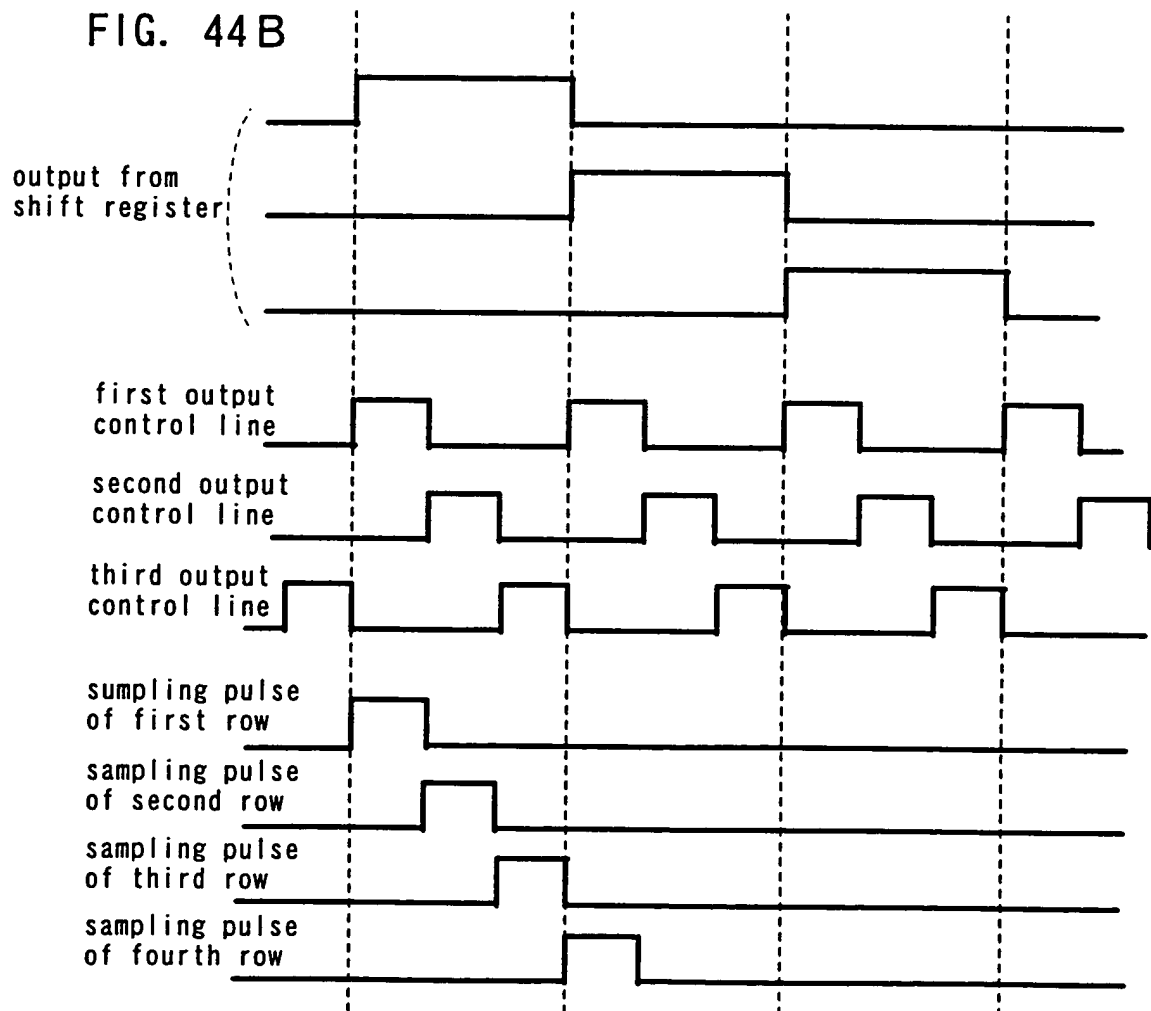 FIG. 44B
output from
shift register
first output
control line
second output
control line
third output
control line
sumpling pulse
of first row
sampling pulse
of second row
sampling pulse
of third row
sampling pulse
of fourth row